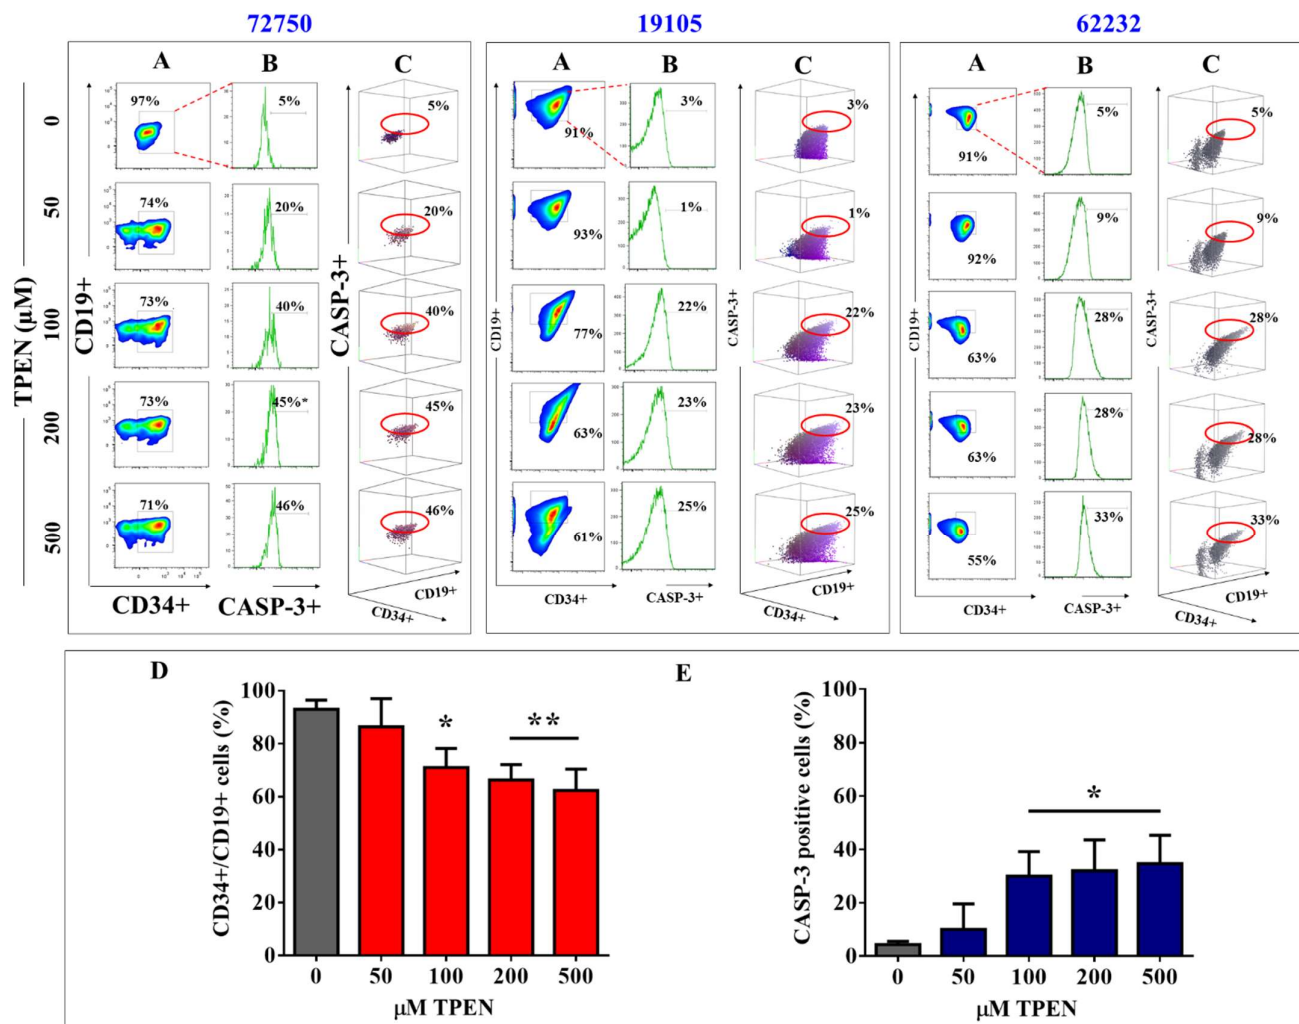 72750 19105 62232
A B C A B C A B C
TPEN (μM)
0
50
100
200
500
CD19+
CASP-3+
97% 5% 5%
74% 20% 20%
73% 40% 40%
73% 45%* 45%
71% 46% 46%
CD34+ CASP-3+
CD34+ CD19+
CD19+
CASP-3+
91% 3% 3%
93% 1% 1%
77% 22% 22%
63% 23% 23%
61% 25% 25%
CD34+ CASP-3+
CD34+ CD19+
CD19+
CASP-3+
91% 5% 5%
92% 9% 9%
63% 28% 28%
63% 28% 28%
55% 33% 33%
CD34+ CASP-3+
CD34+ CD19+
D
CD34+/CD19+ cells (%)
100
80
60
40
20
0
* **
0 50 100 200 500
μM TPEN
E
CASP-3 positive cells (%)
100
80
60
40
20
0
*
0 50 100 200 500
μM TPEN